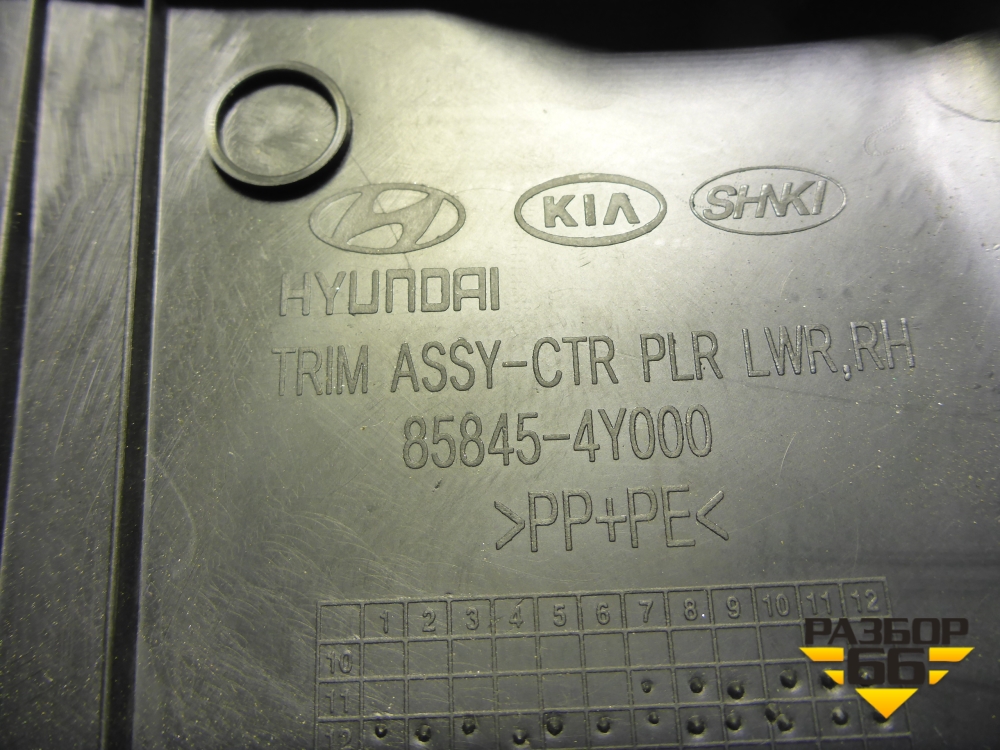 KIA SHNKI
HYUNDAI
TRIM ASSY-CTR PLR LWR,RH
85845-4Y000
>PP+PE<
1 2 3 4 5 6 7 8 9 10 11 12
10
11
12
РАЗБОР
66